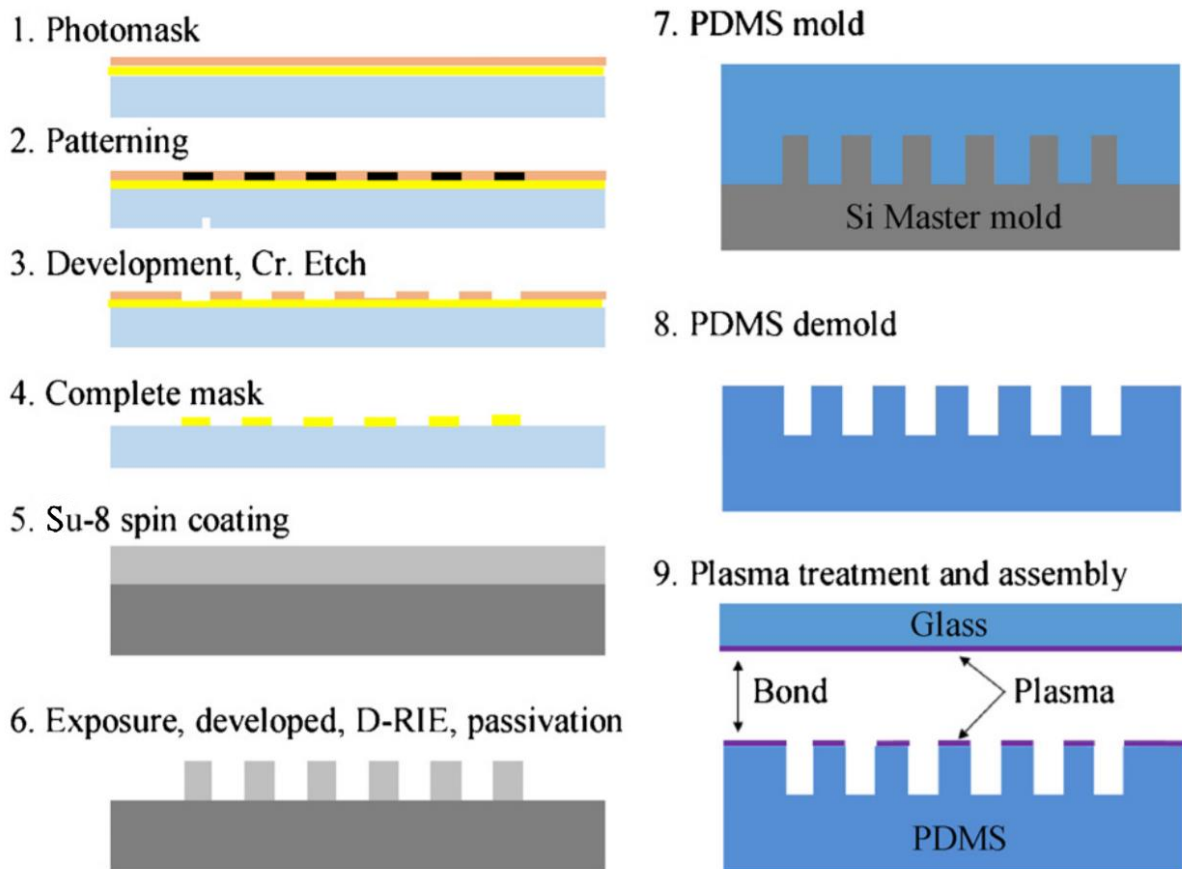 1. Photomask
2. Patterning
3. Development, Cr. Etch
4. Complete mask
5. Su-8 spin coating
6. Exposure, developed, D-RIE, passivation
7. PDMS mold
Si Master mold
8. PDMS demold
9. Plasma treatment and assembly
Glass
Bond
Plasma
PDMS